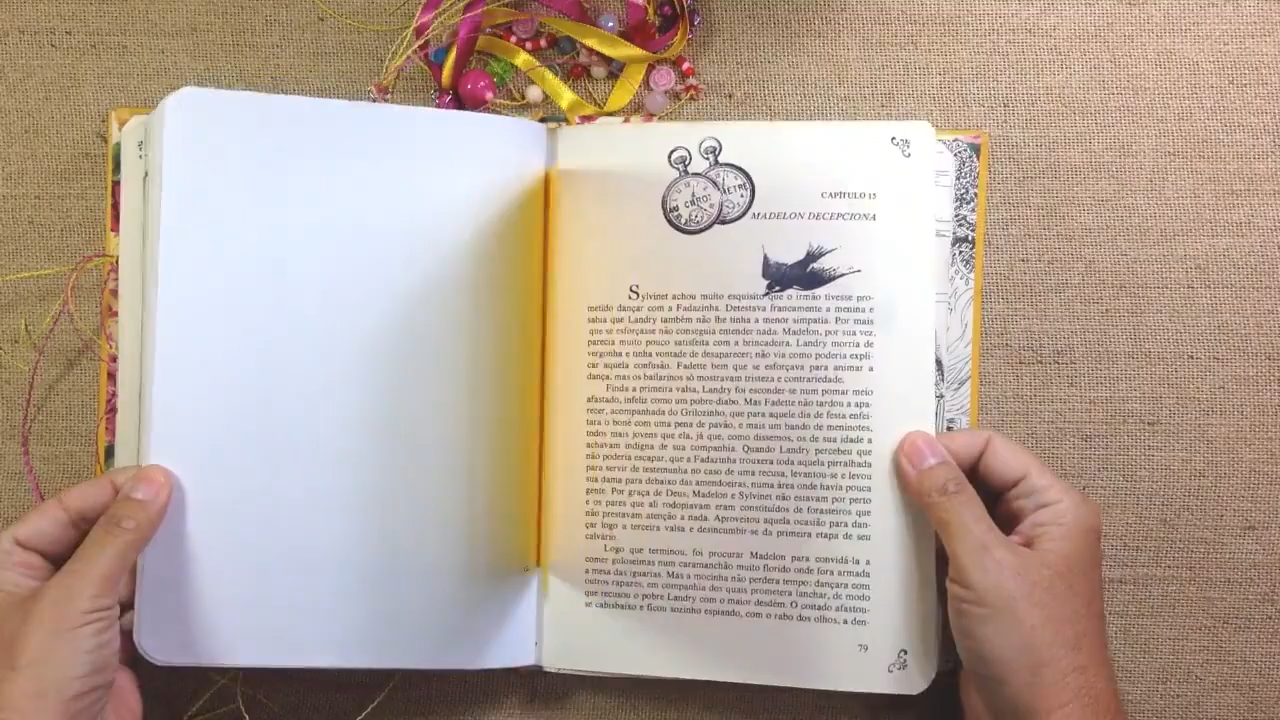 CHRO
METRE
CAPÍTULO 15
MADELON DECEPCIONA
Sylvinet achou muito esquisito que o irmão tivesse pro-
metido dançar com a Fadazinha. Detestava francamente a menina e
sabia que Landry também não lhe tinha a menor simpatia. Por mais
que se esforçasse não conseguia entender nada. Madelon, por sua vez,
parecia muito pouco satisfeita com a brincadeira. Landry morria de
vergonha e tinha vontade de desaparecer; não via como poderia expli-
car aquela confusão. Fadette bem que se esforçava para animar a
dança, mas os bailarinos só mostravam tristeza e contrariedade.
Finda a primeira valsa, Landry foi esconder-se num pomar meio
afastado, infeliz como um pobre-diabo. Mas Fadette não tardou a apa-
recer, acompanhada do Grilozinho, que para aquele dia de festa enfei-
tara o boné com uma pena de pavão, e mais um bando de meninotes,
todos mais jovens que ela, já que, como dissemos, os de sua idade a
achavam indigna de sua companhia. Quando Landry percebeu que
não poderia escapar, que a Fadazinha trouxera toda aquela pirralhada
para servir de testemunha no caso de uma recusa, levantou-se e levou
sua dama para debaixo das amendoeiras, numa área onde havia pouca
gente. Por graça de Deus, Madelon e Sylvinet não estavam por perto
e os pares que ali rodopiavam eram constituídos de forasteiros que
não prestavam atenção a nada. Aproveitou aquela ocasião para dan-
çar logo a terceira valsa e desincumbir-se da primeira etapa de seu
calvário.
Logo que terminou, foi procurar Madelon para convidá-la a
comer guloseimas num caramanchão muito florido onde fora armada
a mesa das iguarias. Mas a mocinha não perdera tempo: dançara com
outros rapazes, em companhia dos quais prometera lanchar, de modo
que recusou o pobre Landry com o maior desdém. O coitado afastou-
se cabisbaixo e ficou sozinho espiando, com o rabo dos olhos, a den-
79